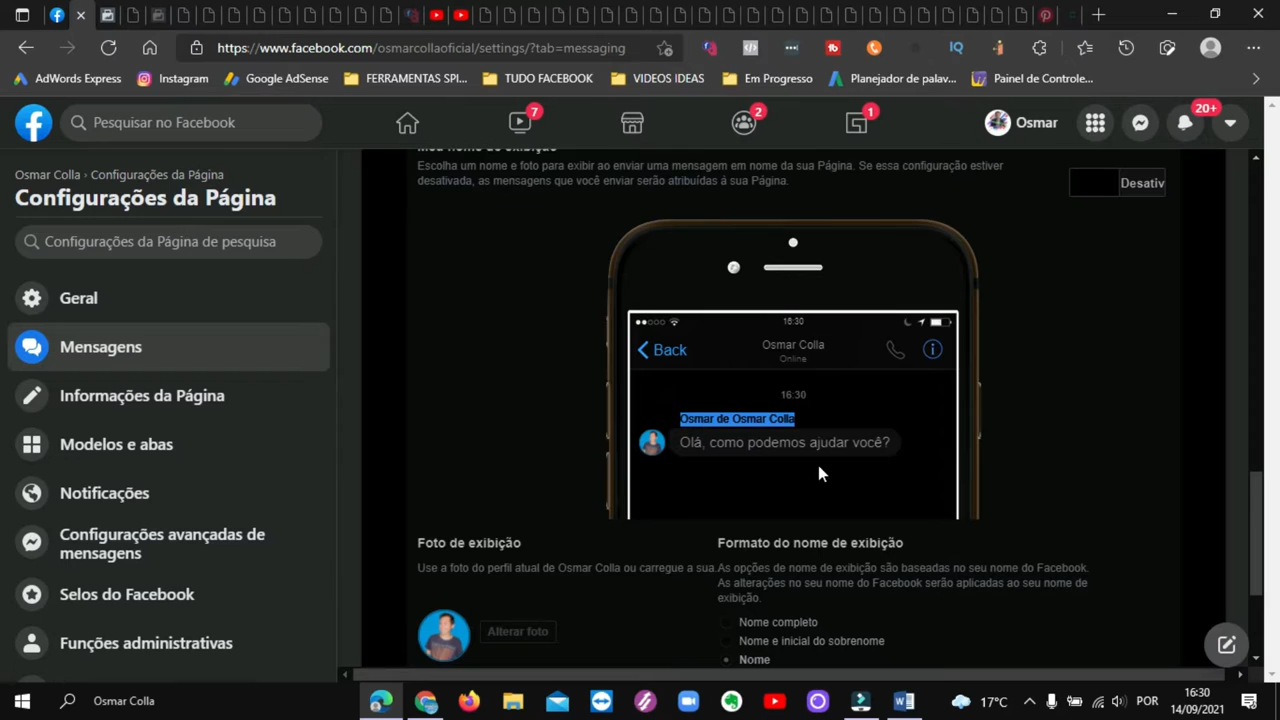 https://www.facebook.com/osmarcollaoficial/settings/?tab=messaging
IQ
AdWords Express
Instagram
Google AdSense
FERRAMENTAS SPI...
TUDO FACEBOOK
VIDEOS IDEAS
Em Progresso
Planejador de palav...
Painel de Controle...
Pesquisar no Facebook
7
2
1
Osmar
20+
Osmar Colla › Configurações da Página
Configurações da Página
Configurações da Página de pesquisa
Geral
Mensagens
Informações da Página
Modelos e abas
Notificações
Configurações avançadas de
mensagens
Selos do Facebook
Funções administrativas
Meu nome de exibição
Escolha um nome e foto para exibir ao enviar uma mensagem em nome da sua Página. Se essa configuração estiver
desativada, as mensagens que você enviar serão atribuídas à sua Página.
Desativ
16:30
Back
Osmar Colla
Online
16:30
Osmar de Osmar Colla
Olá, como podemos ajudar você?
Foto de exibição
Use a foto do perfil atual de Osmar Colla ou carregue a sua.
Alterar foto
Formato do nome de exibição
As opções de nome de exibição são baseadas no seu nome do Facebook.
As alterações no seu nome do Facebook serão aplicadas ao seu nome de
exibição.
Nome completo
Nome e inicial do sobrenome
Nome
Osmar Colla
17°C
POR
16:30
14/09/2021